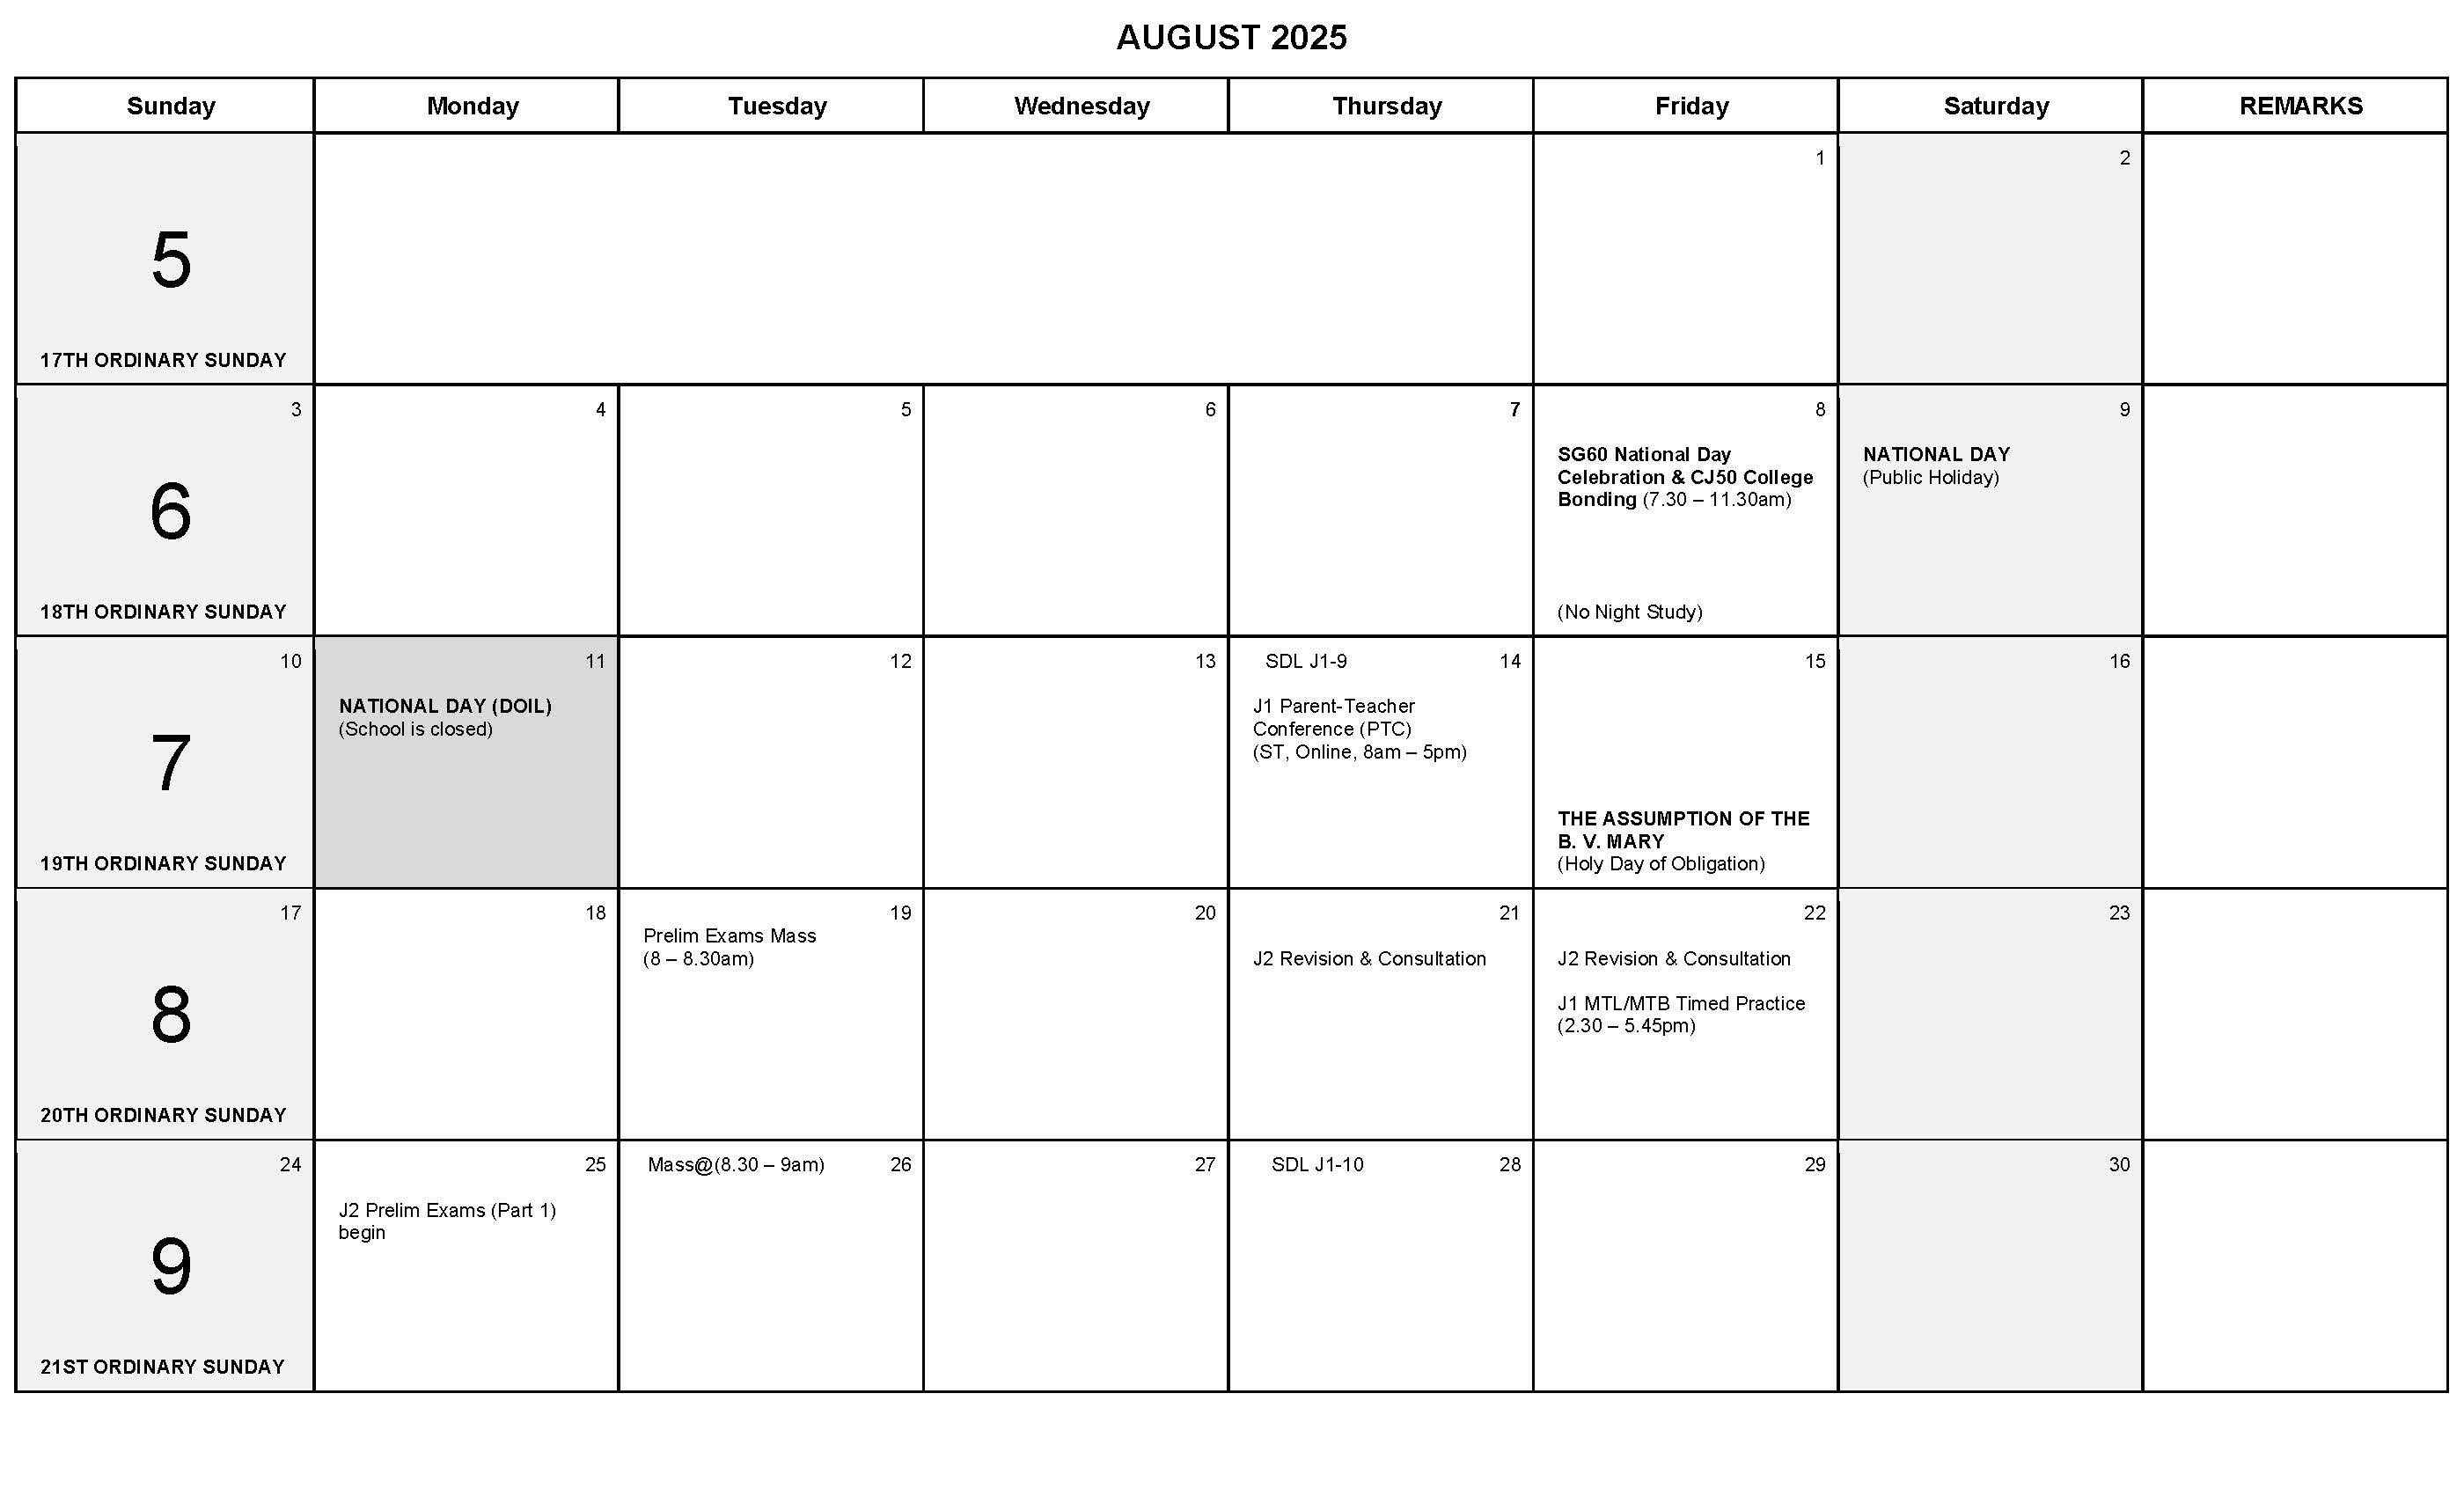 AUGUST 2025
Sunday Monday Tuesday Wednesday Thursday Friday Saturday REMARKS
1 2
5
17TH ORDINARY SUNDAY
3 4 5 6 7 8 9
SG60 National Day
Celebration & CJ50 College
Bonding (7.30 – 11.30am)
NATIONAL DAY
(Public Holiday)
6
18TH ORDINARY SUNDAY
(No Night Study)
10 11 12 13 SDL J1-9 14 15 16
NATIONAL DAY (DOIL)
(School is closed)
J1 Parent-Teacher
Conference (PTC)
(ST, Online, 8am – 5pm)
7
THE ASSUMPTION OF THE
B. V. MARY
(Holy Day of Obligation)
19TH ORDINARY SUNDAY
17 18 19 20 21 22 23
Prelim Exams Mass
(8 – 8.30am)
J2 Revision & Consultation
J2 Revision & Consultation
J1 MTL/MTB Timed Practice
(2.30 – 5.45pm)
8
20TH ORDINARY SUNDAY
24 25 Mass@(8.30 – 9am) 26 27 SDL J1-10 28 29 30
J2 Prelim Exams (Part 1)
begin
9
21ST ORDINARY SUNDAY